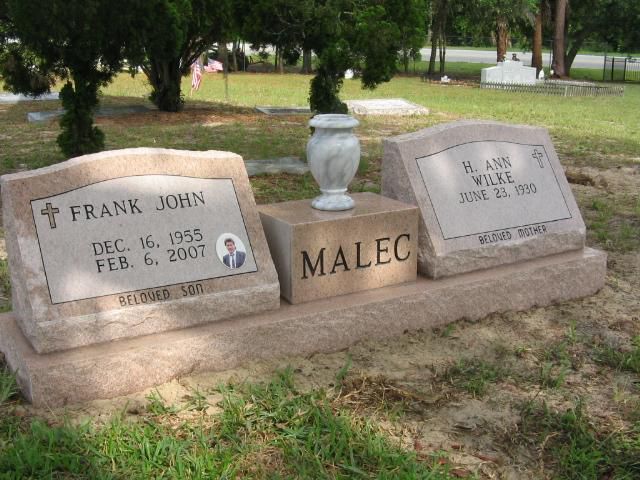 FRANK JOHN
DEC. 16, 1955
FEB. 6, 2007
BELOVED SON
MALEC
H. ANN
WILKE
JUNE 23, 1930
BELOVED MOTHER